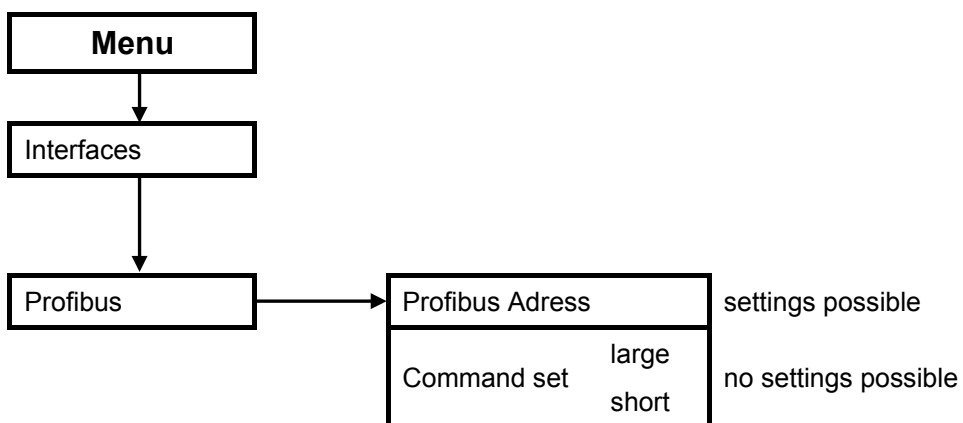 Menu
Interfaces
Profibus
Profibus Adress
settings possible
Command set
large
short
no settings possible